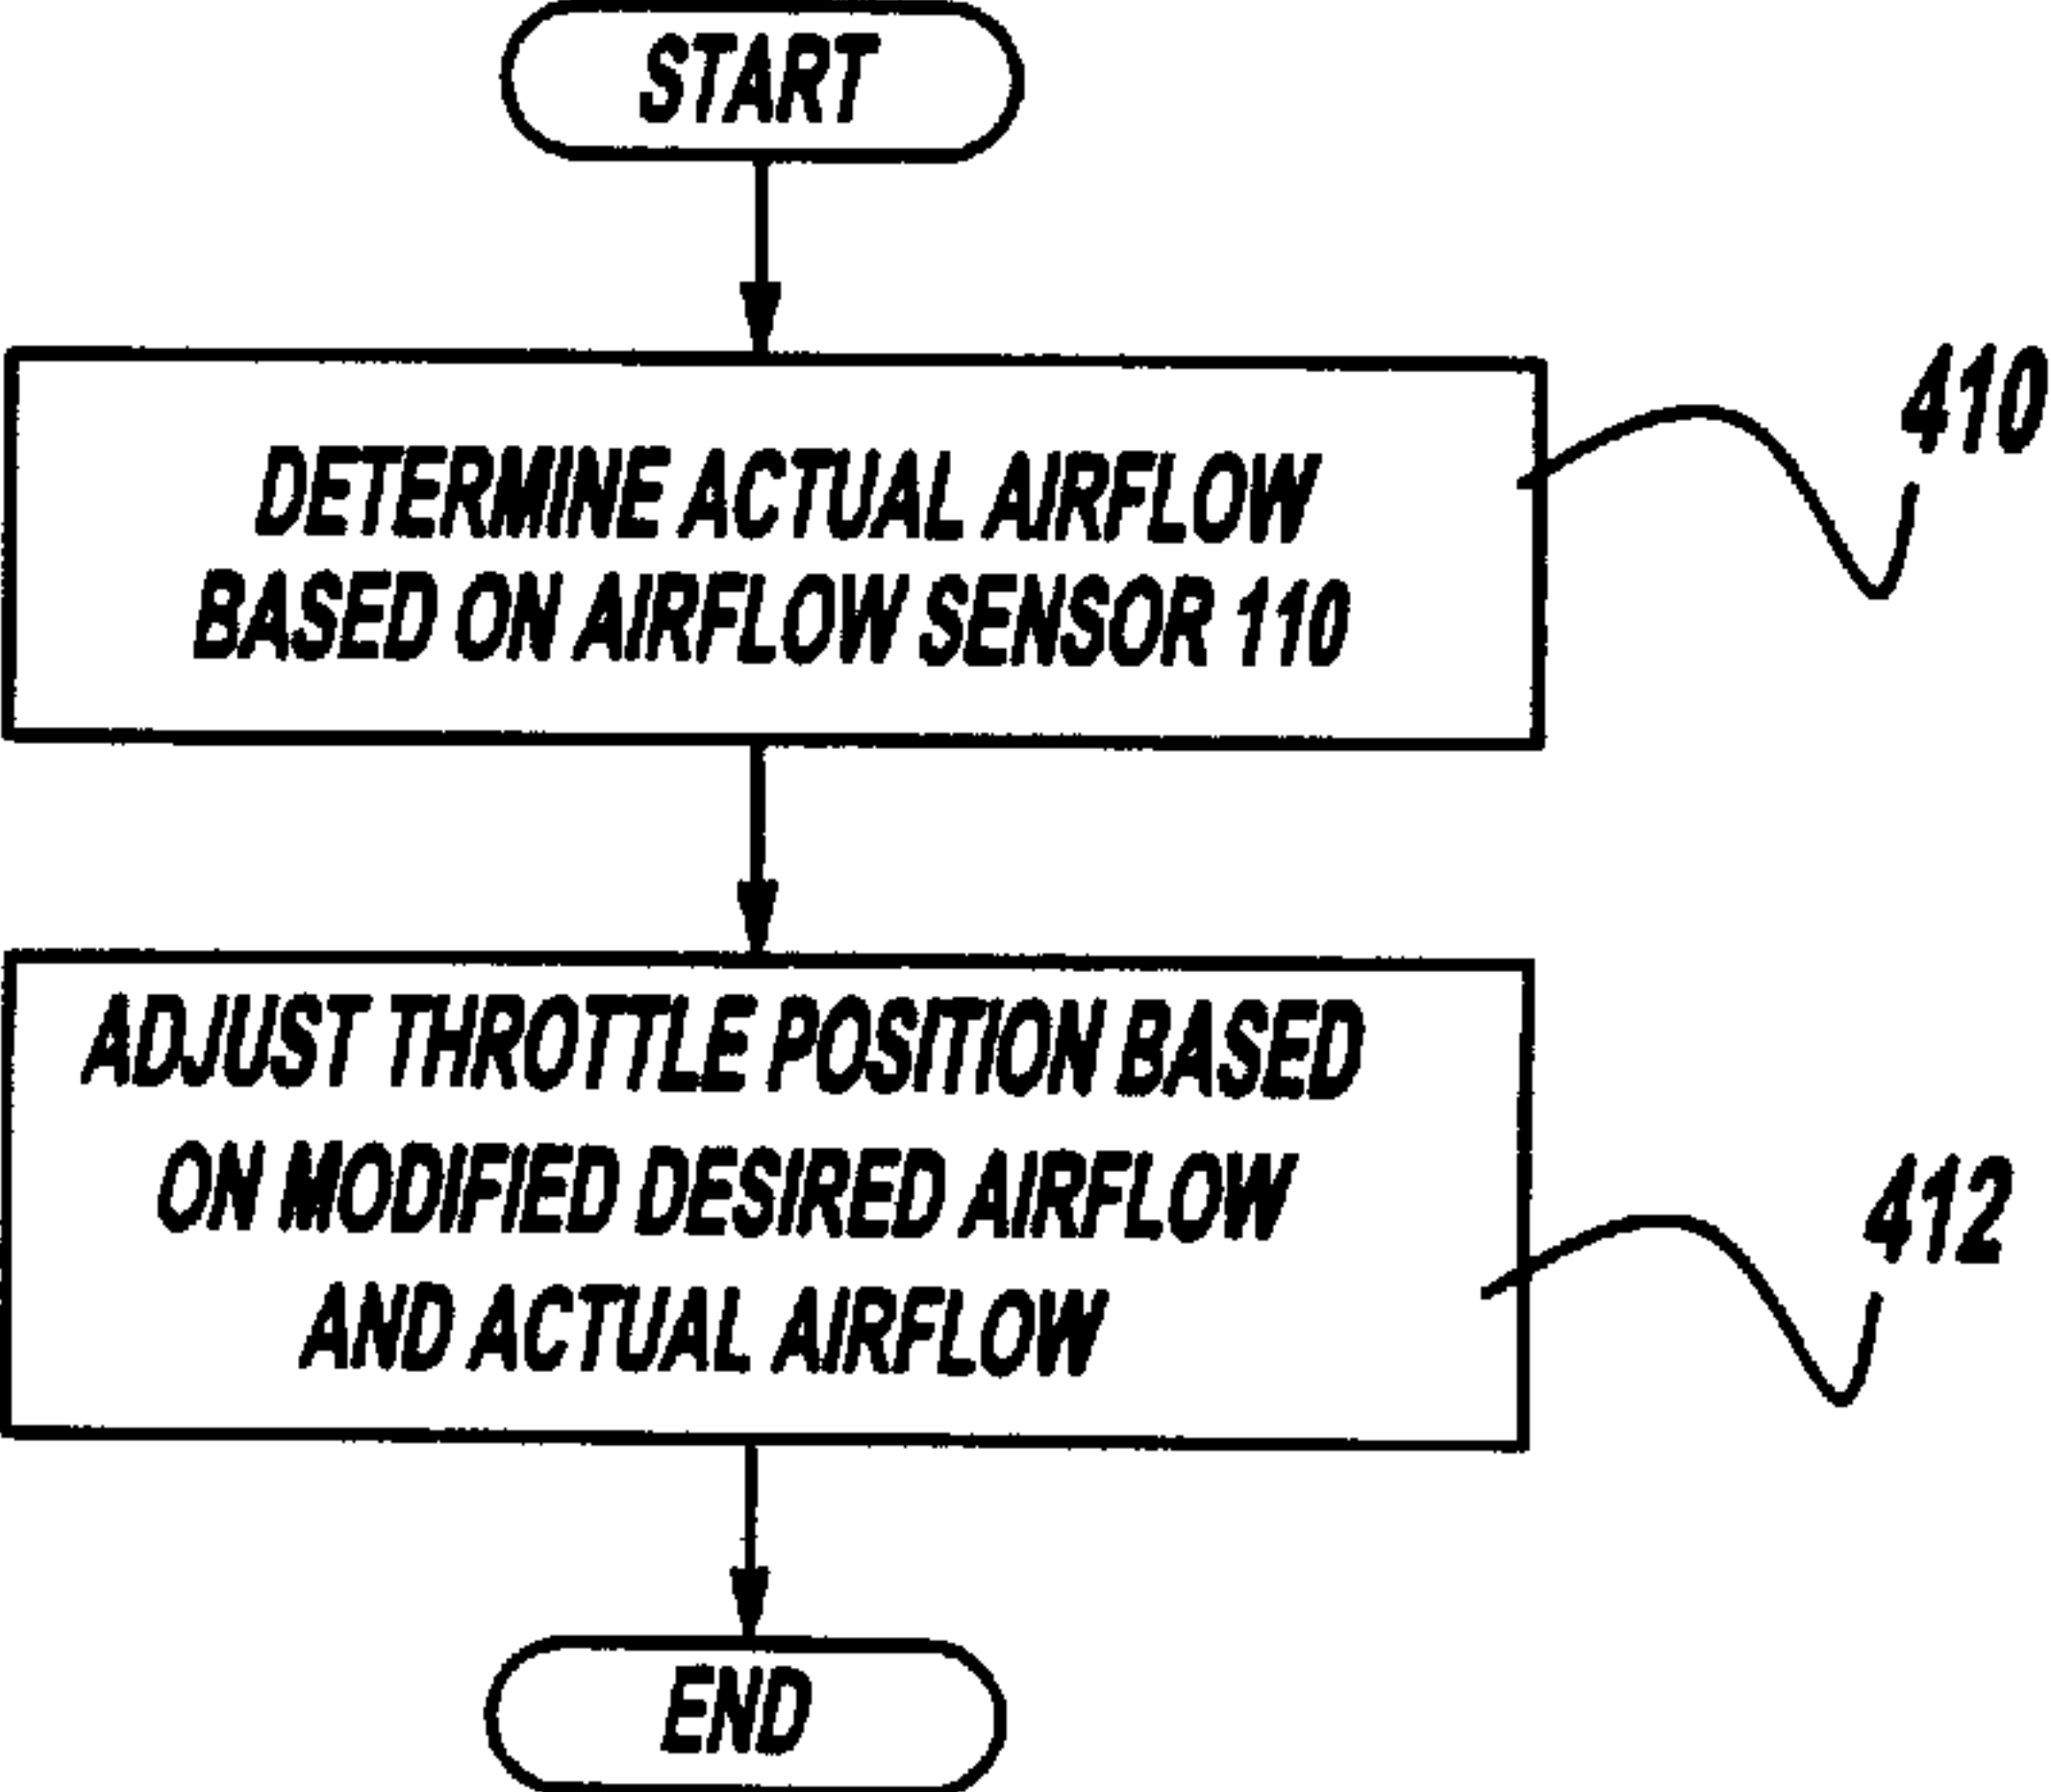 START
410
DETERMINE ACTUAL AIRFLOW
BASED ON AIRFLOW SENSOR 110
ADJUST THROTTLE POSITION BASED
ON MODIFIED DESIRED AIRFLOW
412
AND ACTUAL AIRFLOW
END